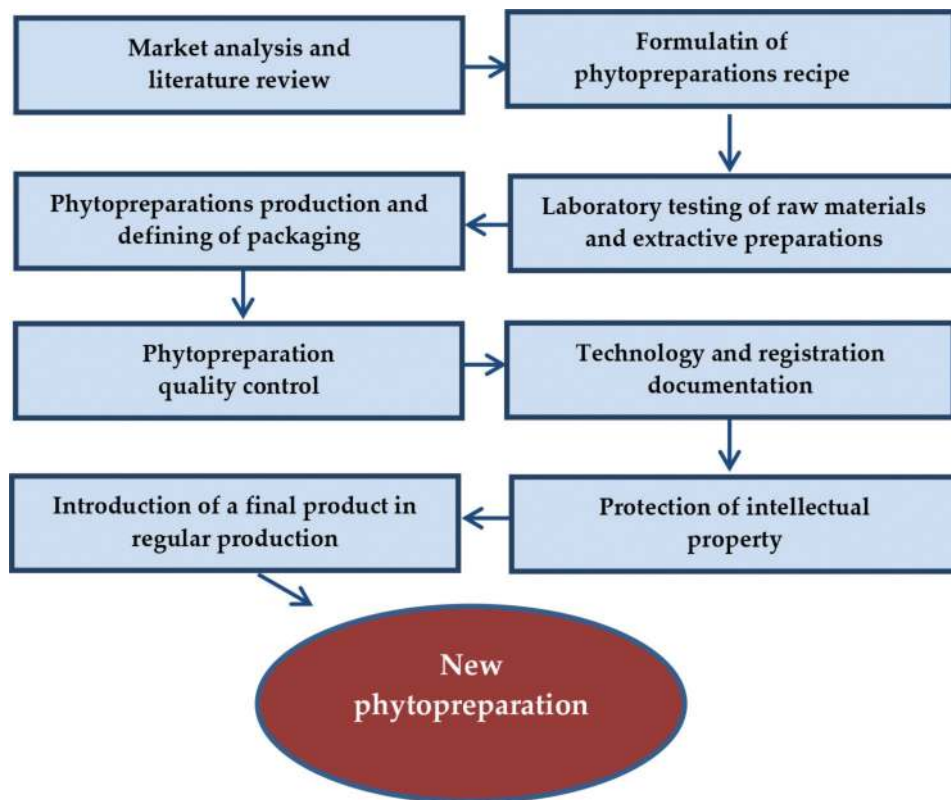 Market analysis and
literature review
Formulatin of
phytopreparations recipe
Laboratory testing of raw materials
and extractive preparations
Phytopreparations production and
defining of packaging
Phytopreparation
quality control
Technology and registration
documentation
Protection of intellectual
property
Introduction of a final product in
regular production
New
phytopreparation